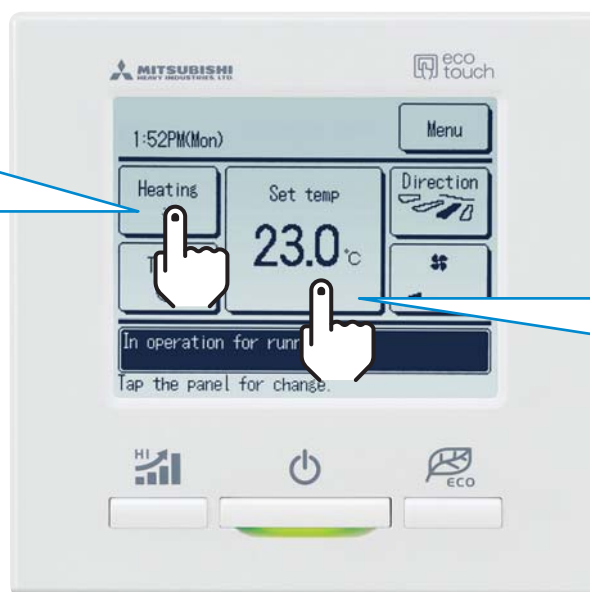 MITSUBISHI
HEAVY INDUSTRIES, LTD.
eco
touch
1:52PM(Mon)
Menu
Heating
Set temp
23.0 °C
Direction
T
In operation for runn
Tap the panel for change.
HI
ECO